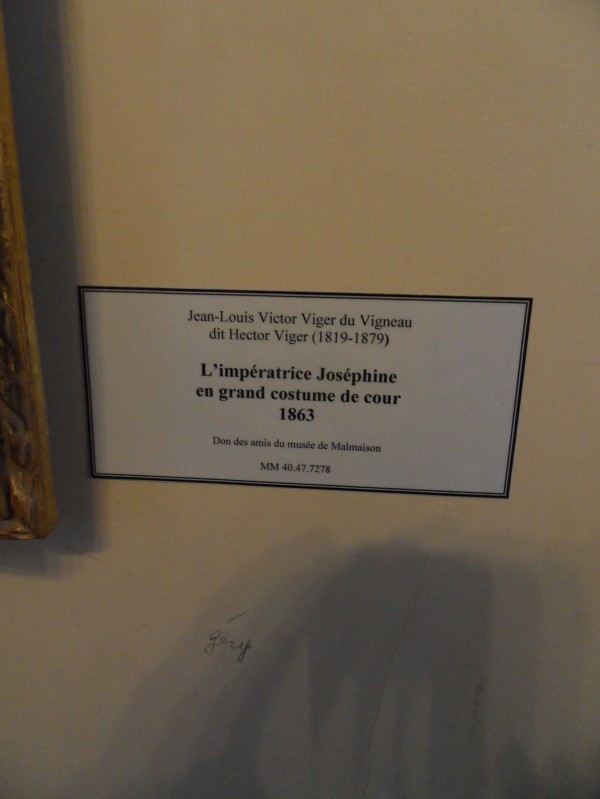 Jean-Louis Victor Viger du Vigneau
dit Hector Viger (1819-1879)
L'impératrice Joséphine
en grand costume de cour
1863
Don des amis du musée de Malmaison
MM 40.47.7278